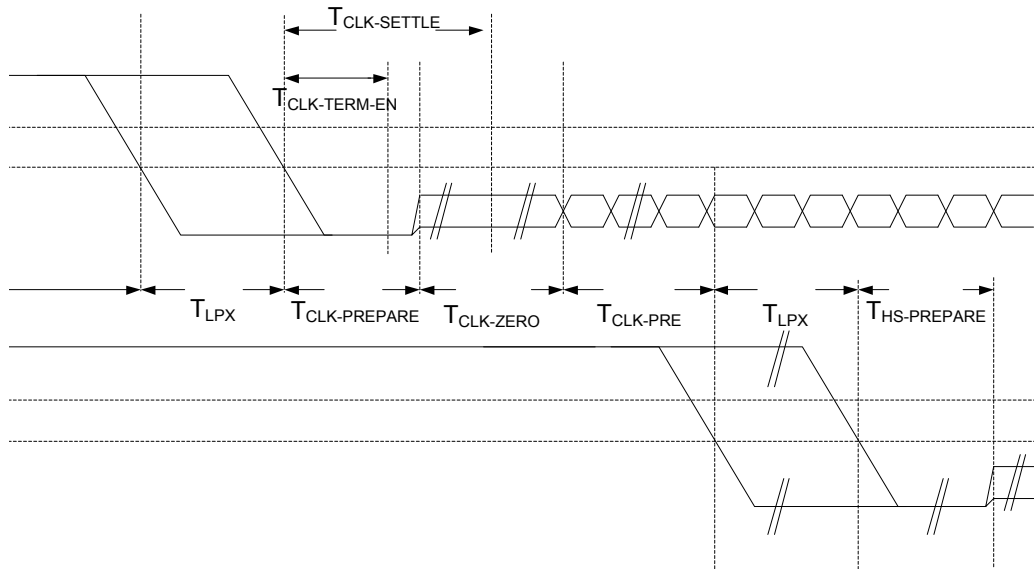 TCLK-SETTLE
TCLK-TERM-EN
TLPX
TCLK-PREPARE
TCLK-ZERO
TCLK-PRE
TLPX
THS-PREPARE